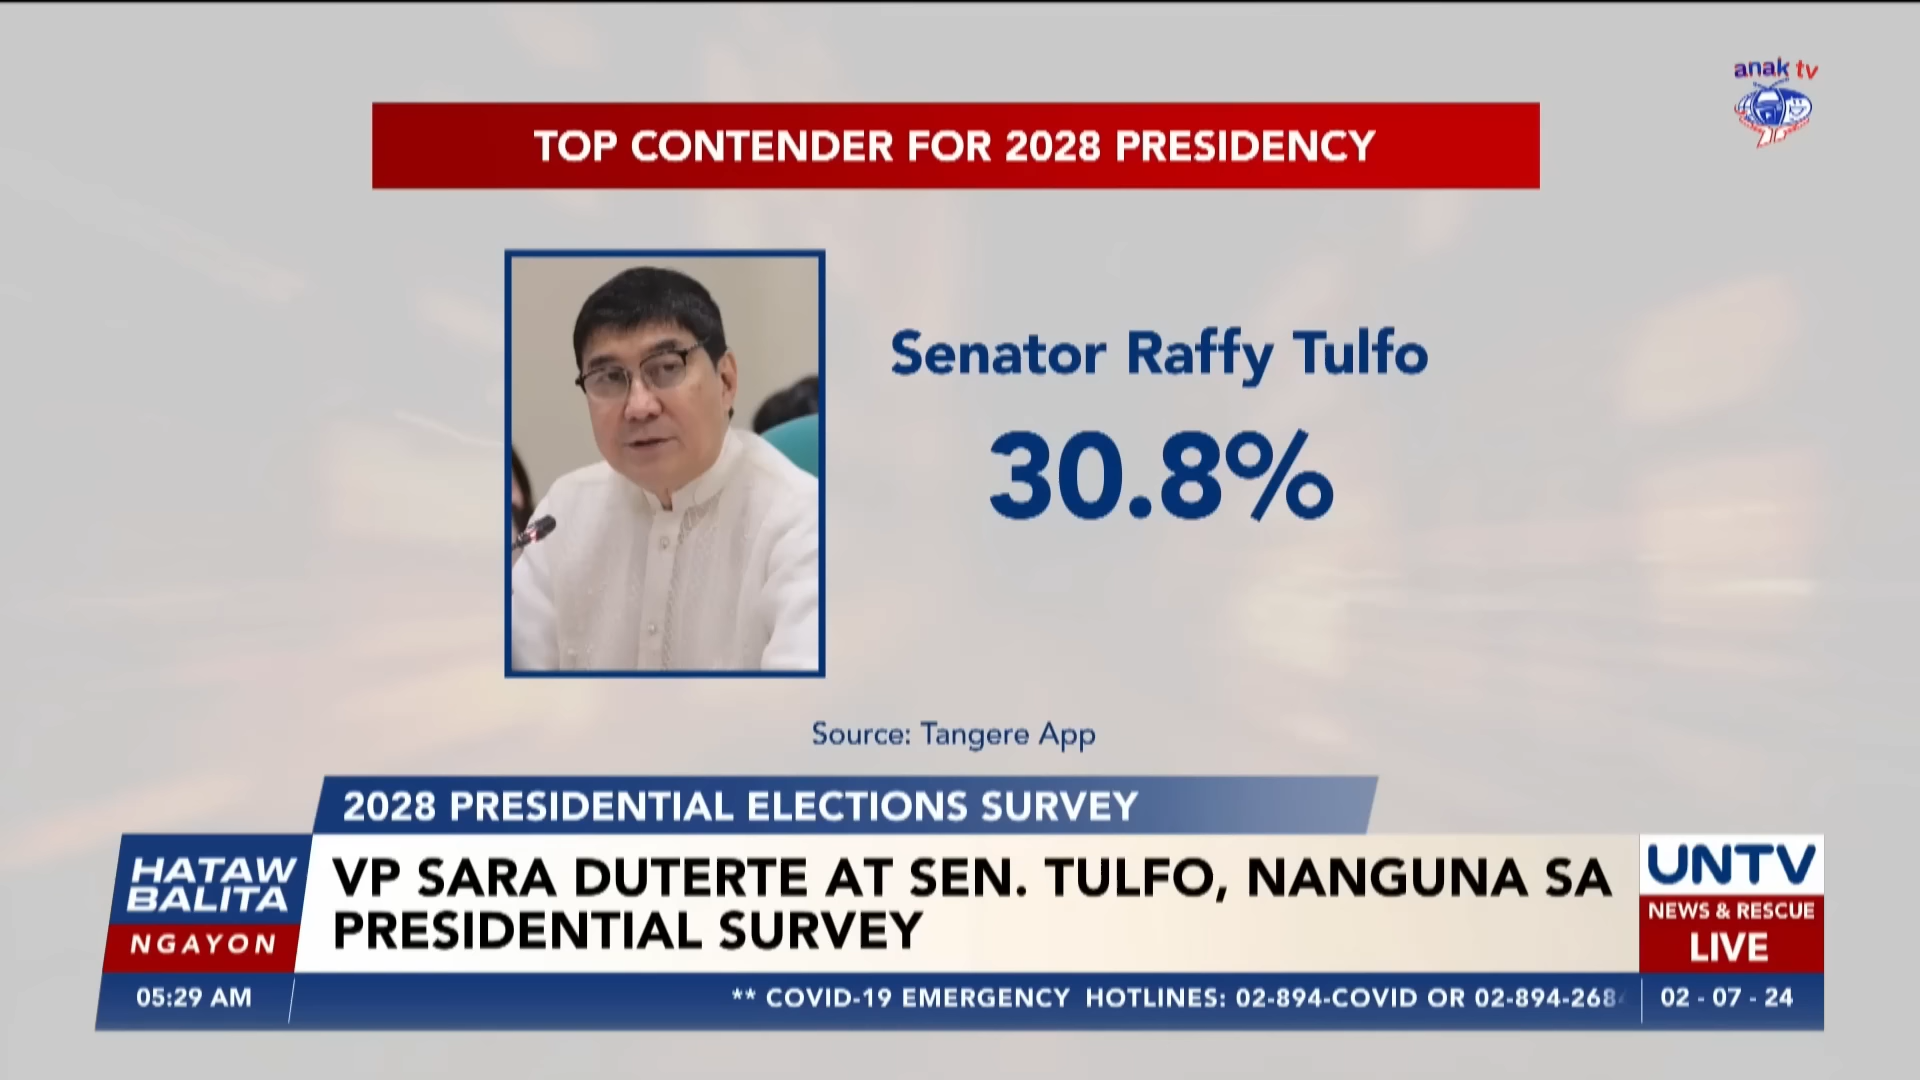 anak tv
TOP CONTENDER FOR 2028 PRESIDENCY
Senator Raffy Tulfo
30.8%
Source: Tangere App
2028 PRESIDENTIAL ELECTIONS SURVEY
HATAW
BALITA
NGAYON
VP SARA DUTERTE AT SEN. TULFO, NANGUNA SA
PRESIDENTIAL SURVEY
UNTV
NEWS & RESCUE
LIVE
05:29 AM
** COVID-19 EMERGENCY HOTLINES: 02-894-COVID OR 02-894-268
02 - 07 - 24